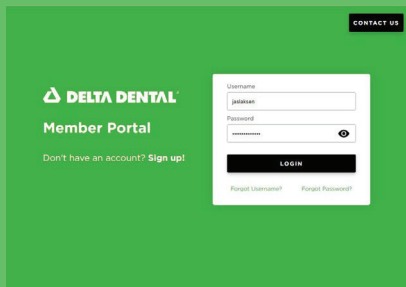 CONTACT US
DELTA DENTAL
Member Portal
Don't have an account? Sign up!
Username
jaslaksen
Password
•••••••••••••
LOGIN
Forgot Username? Forgot Password?